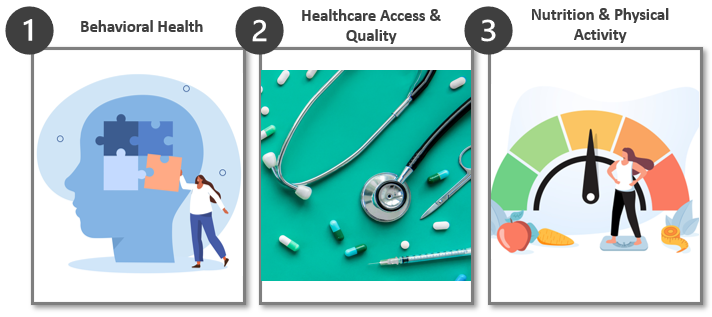 1
Behavioral Health
2
Healthcare Access &
Quality
3
Nutrition & Physical
Activity